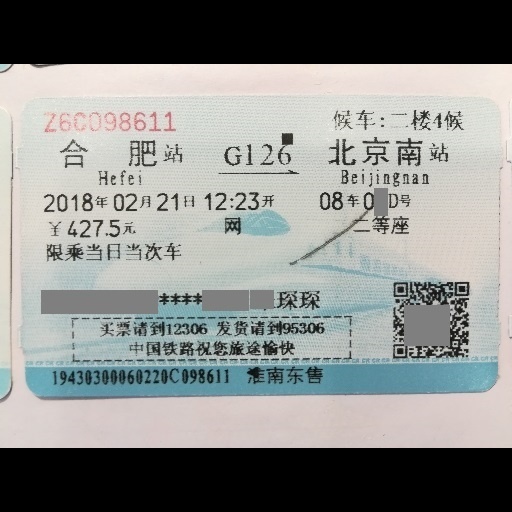 Z6C098611 候车:二楼4候
合 肥站 G126 北京南站
Hefei Beijingnan
2018年02月21日12:23开 08车0 D号
￥427.5元 网 二等座
限乘当日当次车
**** 琛琛
买票请到12306 发货请到95306
中国铁路祝您旅途愉快
19430300060220C098611 淮南东售